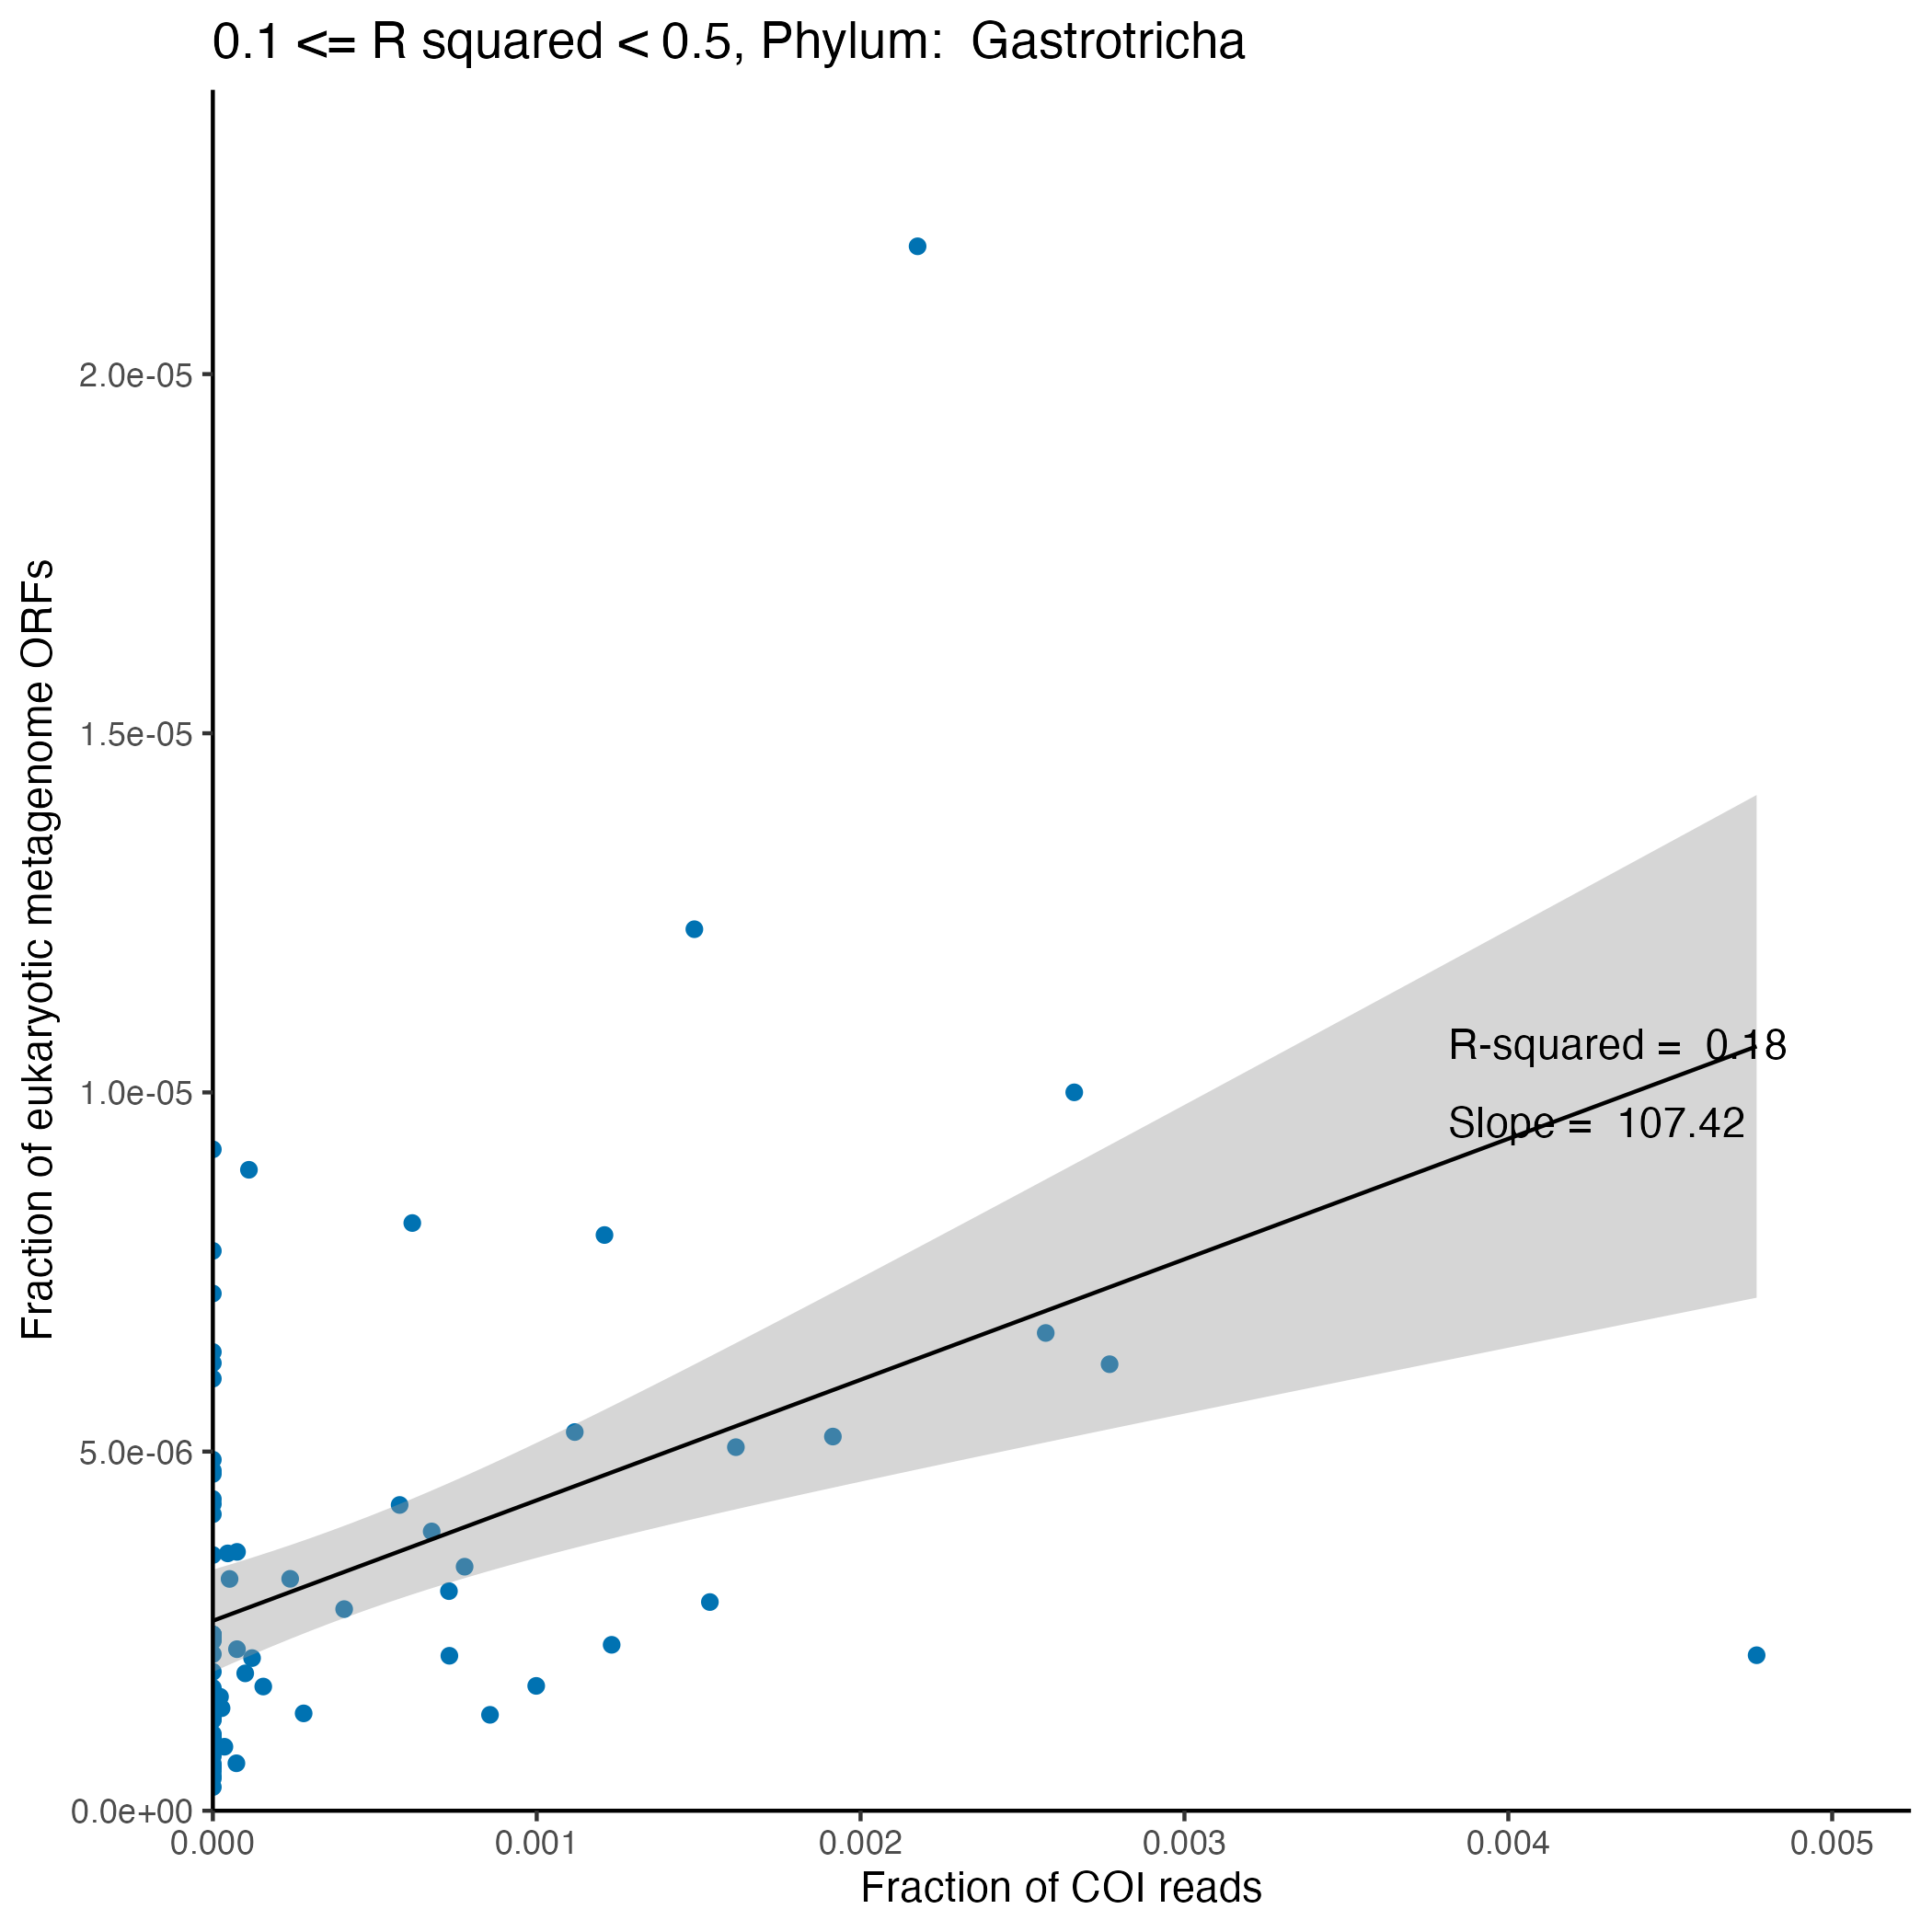 0.1 <= R squared < 0.5, Phylum:  Gastrotricha
Fraction of eukaryotic metagenome ORFs
2.0e-05
1.5e-05
1.0e-05
5.0e-06
0.0e+00
R-squared =  0.18
Slope =  107.42
0.000
0.001
0.002
0.003
0.004
0.005
Fraction of COI reads